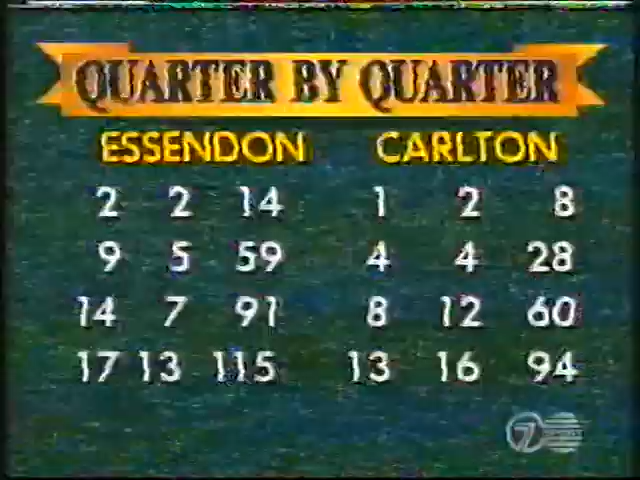 QUARTER BY QUARTER
ESSENDON CARLTON
2 2 14 1 2 8
9 5 59 4 4 28
14 7 91 8 12 60
17 13 115 13 16 94
7